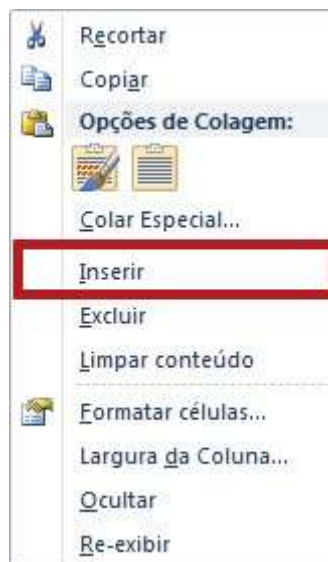 Recortar
Copiar
Opções de Colagem:
Colar Especial...
Inserir
Excluir
Limpar conteúdo
Formatar células...
Largura da Coluna...
Ocultar
Re-exibir